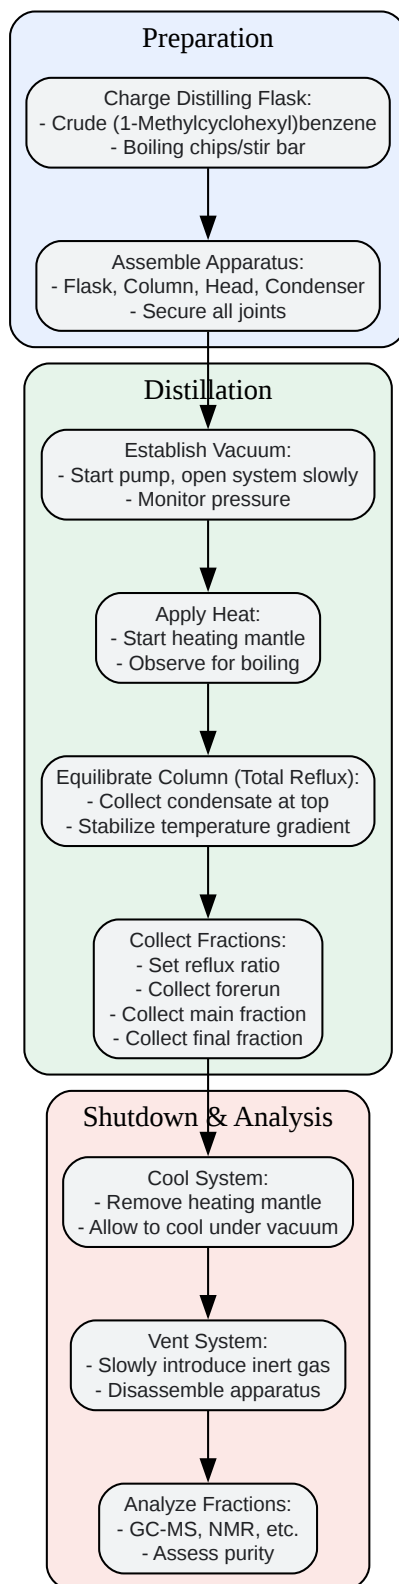 Preparation
Charge Distilling Flask:
- Crude (1-Methylcyclohexyl)benzene
- Boiling chips/stir bar
Assemble Apparatus:
- Flask, Column, Head, Condenser
- Secure all joints
Distillation
Establish Vacuum:
- Start pump, open system slowly
- Monitor pressure
Apply Heat:
- Start heating mantle
- Observe for boiling
Equilibrate Column (Total Reflux):
- Collect condensate at top
- Stabilize temperature gradient
Collect Fractions:
- Set reflux ratio
- Collect forerun
- Collect main fraction
- Collect final fraction
Shutdown & Analysis
Cool System:
- Remove heating mantle
- Allow to cool under vacuum
Vent System:
- Slowly introduce inert gas
- Disassemble apparatus
Analyze Fractions:
- GC-MS, NMR, etc.
- Assess purity